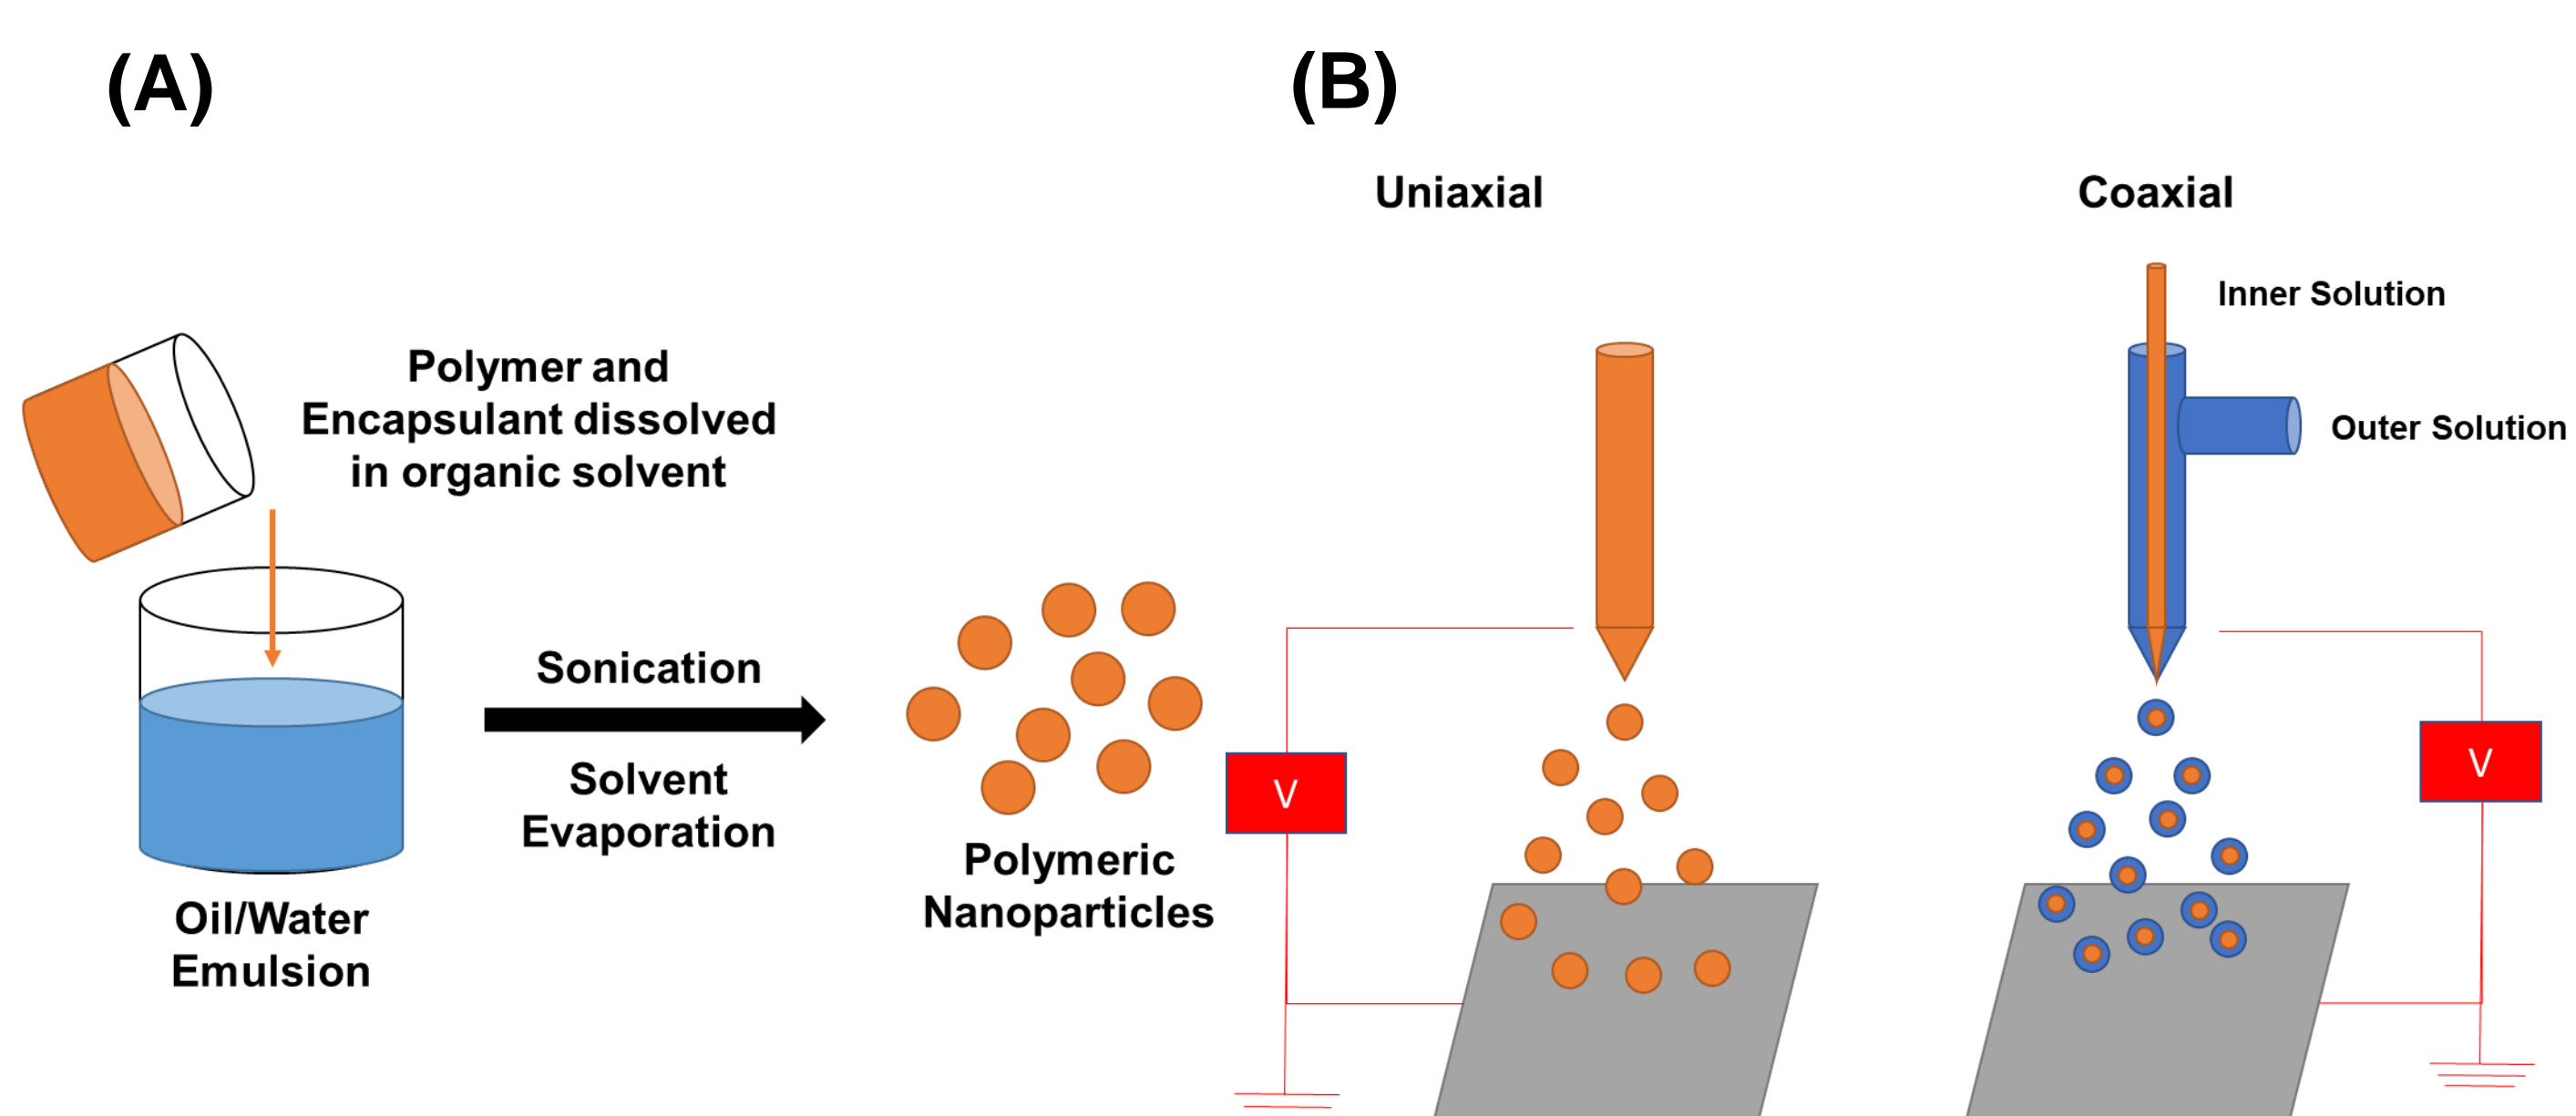 (A)
Polymer and
Encapsulant dissolved
in organic solvent
Oil/Water
Emulsion
Sonication
Solvent
Evaporation
Polymeric
Nanoparticles
(B)
Uniaxial
V
Coaxial
Inner Solution
Outer Solution
V